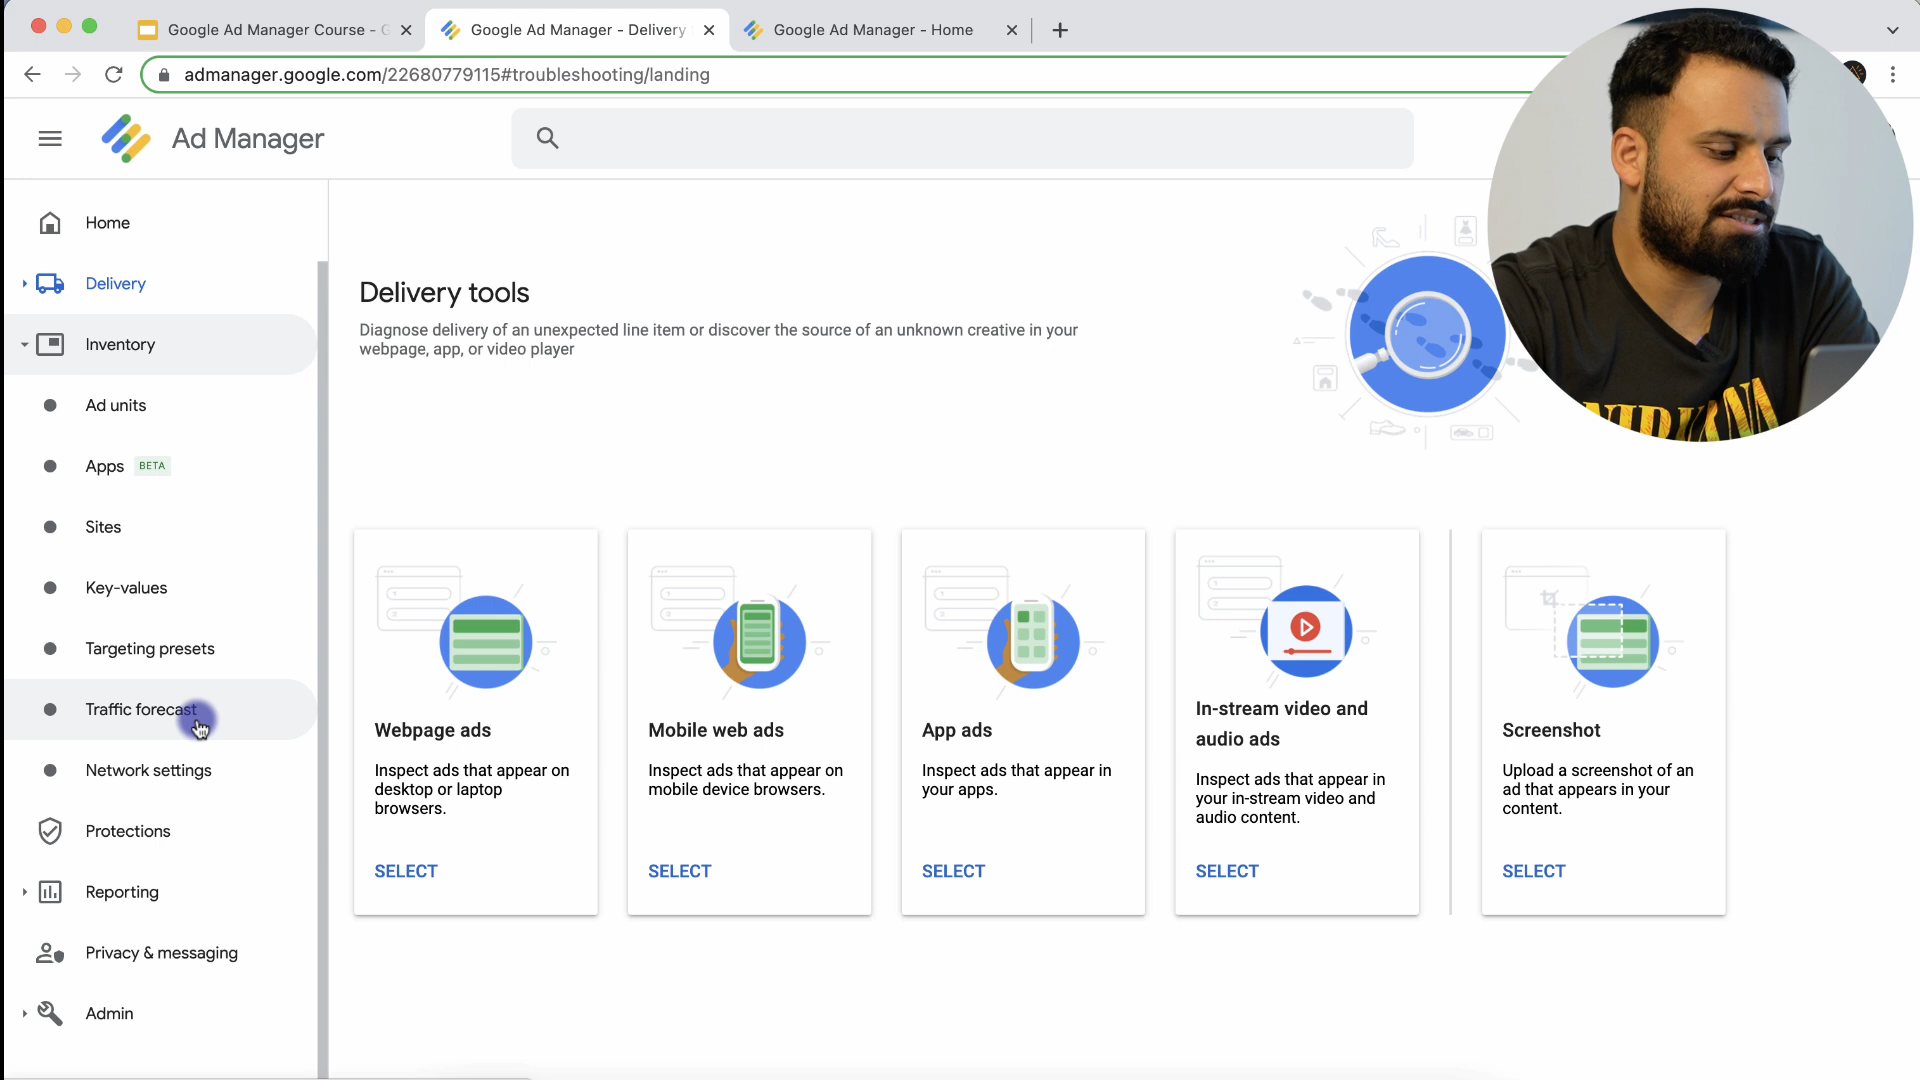 Google Ad Manager Course - G
Google Ad Manager - Delivery
Google Ad Manager - Home
admanager.google.com/22680779115#troubleshooting/landing
Ad Manager
Home
Delivery
Inventory
Ad units
Apps BETA
Sites
Key-values
Targeting presets
Traffic forecast
Network settings
Protections
Reporting
Privacy & messaging
Admin
Delivery tools
Diagnose delivery of an unexpected line item or discover the source of an unknown creative in your
webpage, app, or video player
Webpage ads
Inspect ads that appear on
desktop or laptop
browsers.
SELECT
Mobile web ads
Inspect ads that appear on
mobile device browsers.
SELECT
App ads
Inspect ads that appear in
your apps.
SELECT
In-stream video and
audio ads
Inspect ads that appear in
your in-stream video and
audio content.
SELECT
Screenshot
Upload a screenshot of an
ad that appears in your
content.
SELECT
NIRVANA